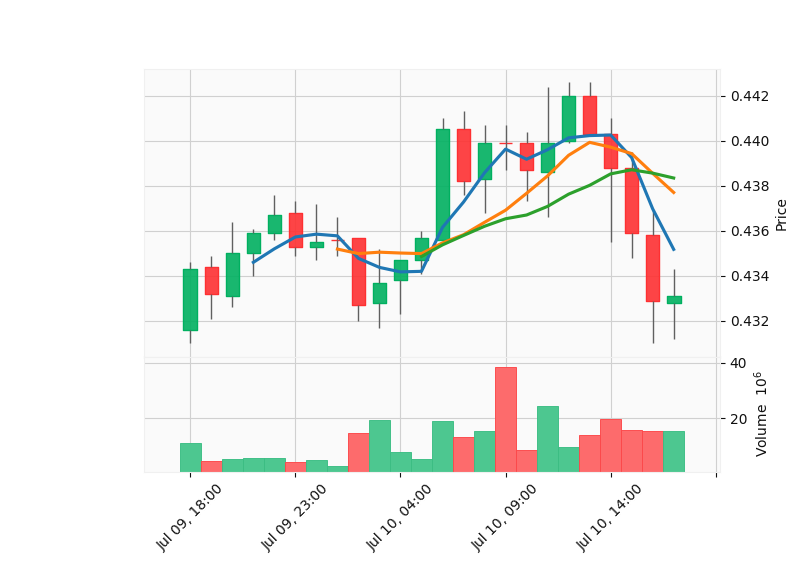 0.442
0.440
0.438
0.436
0.434
0.432
Price
40
20
Volume 10^6
Jul 09, 18:00
Jul 09, 23:00
Jul 10, 04:00
Jul 10, 09:00
Jul 10, 14:00